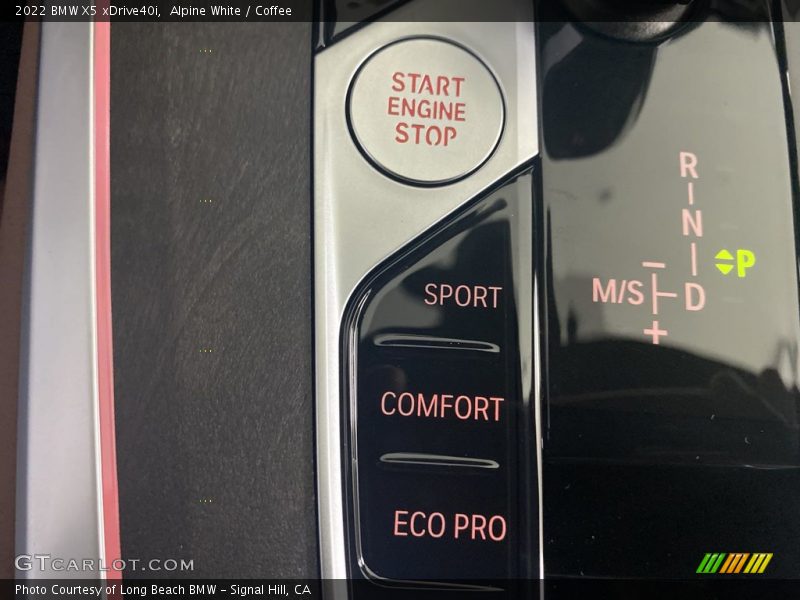 2022 BMW X5 xDrive40i, Alpine White / Coffee
START
ENGINE
STOP
R
N
P
M/S
D
–
+
SPORT
COMFORT
ECO PRO
GTCARLOT.COM
Photo Courtesy of Long Beach BMW – Signal Hill, CA